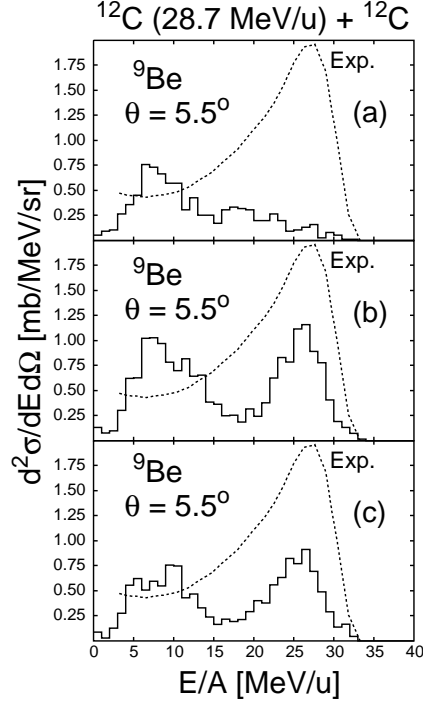 ¹²C (28.7 MeV/u) + ¹²C
d²σ/dEdΩ [mb/MeV/sr]
1.75
1.50
1.25
1.00
0.75
0.50
0.25
⁹Be
θ = 5.5°
Exp.
(a)
1.75
1.50
1.25
1.00
0.75
0.50
0.25
⁹Be
θ = 5.5°
Exp.
(b)
1.75
1.50
1.25
1.00
0.75
0.50
0.25
⁹Be
θ = 5.5°
Exp.
(c)
0 5 10 15 20 25 30 35 40
E/A [MeV/u]